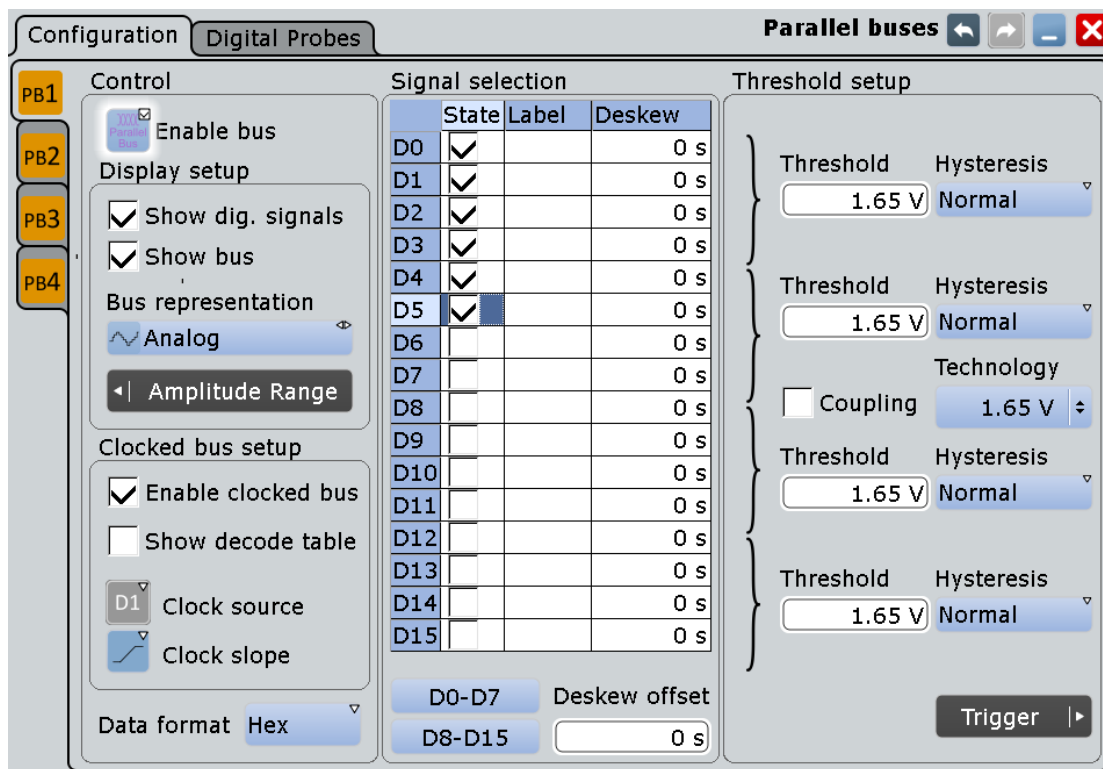 Configuration Digital Probes Parallel buses
PB1
PB2
PB3
PB4
Control
Parallel Bus Enable bus
Display setup
Show dig. signals
Show bus
Bus representation
Analog
Amplitude Range
Clocked bus setup
Enable clocked bus
Show decode table
D1 Clock source
Clock slope
Data format Hex
Signal selection
State Label Deskew
D0 0 s
D1 0 s
D2 0 s
D3 0 s
D4 0 s
D5 0 s
D6 0 s
D7 0 s
D8 0 s
D9 0 s
D10 0 s
D11 0 s
D12 0 s
D13 0 s
D14 0 s
D15 0 s
D0-D7 Deskew offset
D8-D15 0 s
Threshold setup
Threshold Hysteresis
1.65 V Normal
Threshold Hysteresis
1.65 V Normal
Technology
Coupling 1.65 V
Threshold Hysteresis
1.65 V Normal
Threshold Hysteresis
1.65 V Normal
Trigger